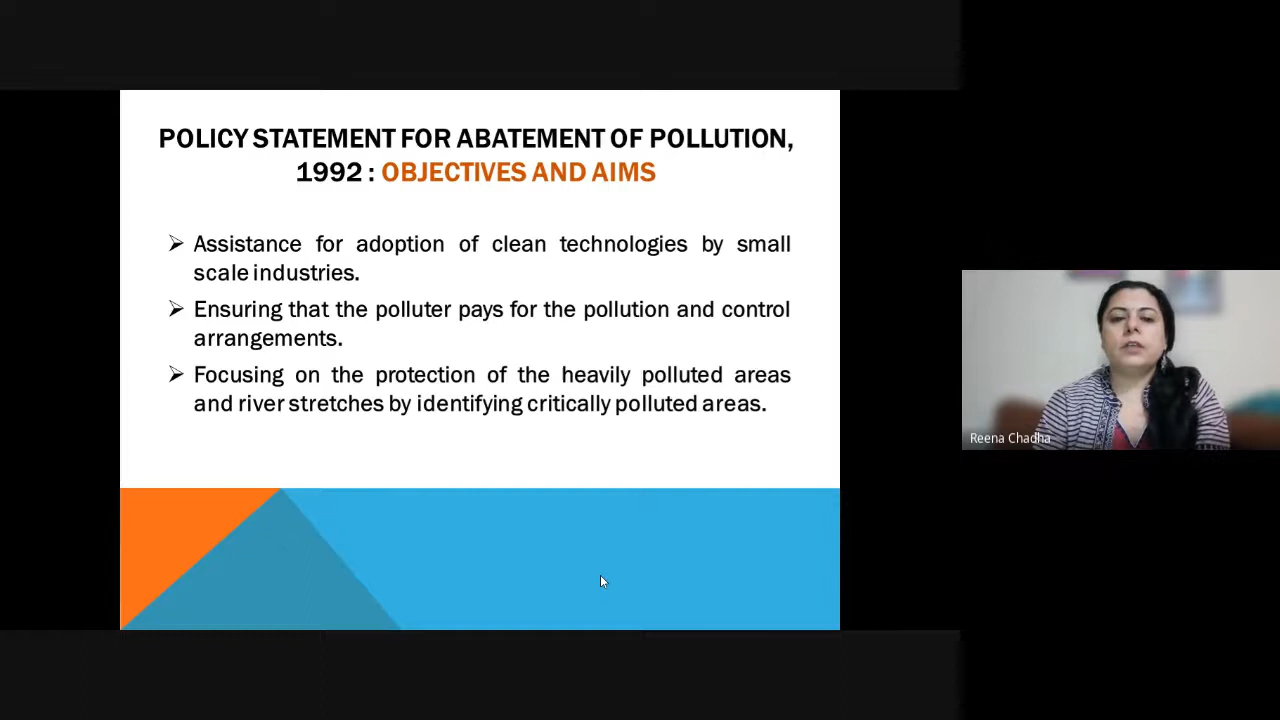 POLICY STATEMENT FOR ABATEMENT OF POLLUTION,
1992 : OBJECTIVES AND AIMS
➢ Assistance for adoption of clean technologies by small
scale industries.
➢ Ensuring that the polluter pays for the pollution and control
arrangements.
➢ Focusing on the protection of the heavily polluted areas
and river stretches by identifying critically polluted areas.
Reena Chadha